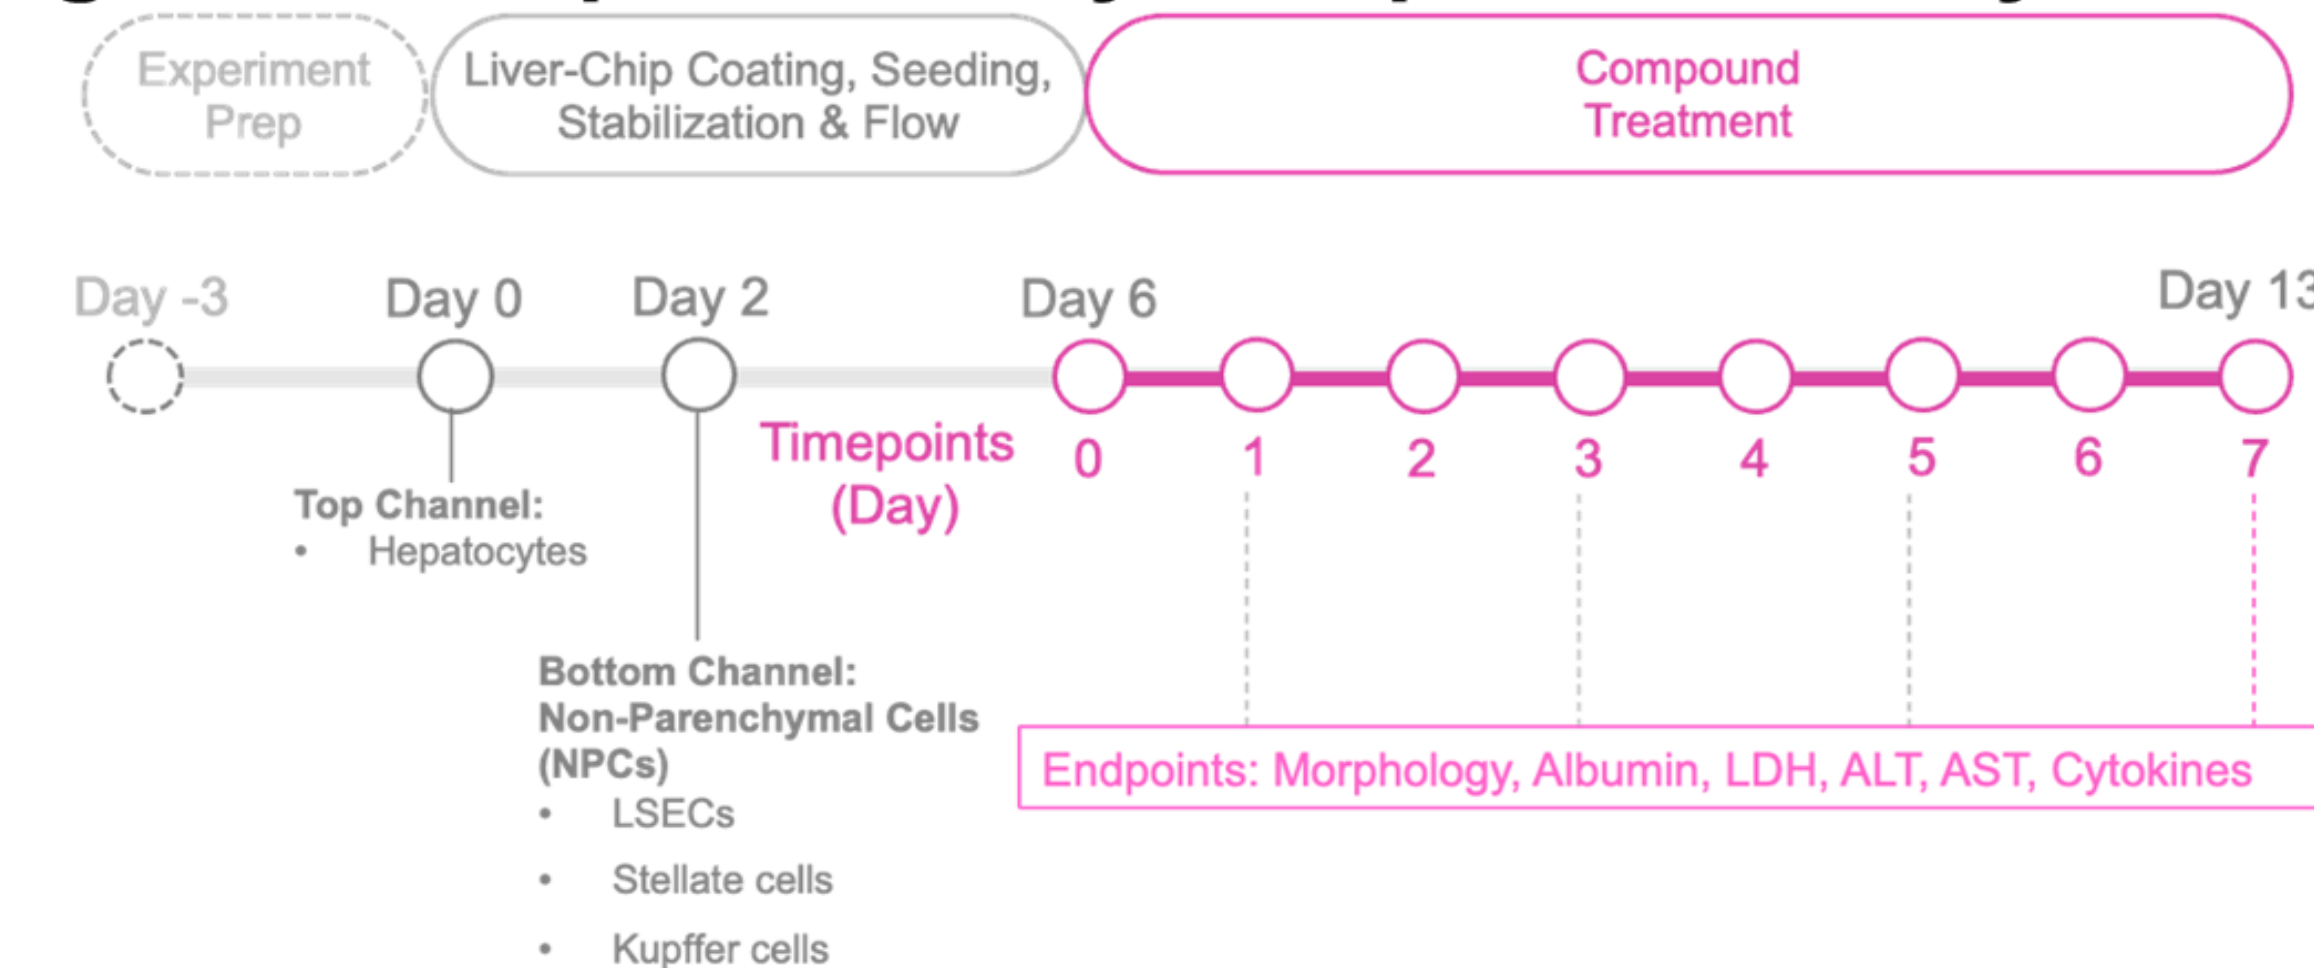 Experiment
Prep
Liver-Chip Coating, Seeding,
Stabilization & Flow
Compound
Treatment
Day -3
Day 0
Day 2
Day 6
Day 13
Timepoints
(Day)
0 1 2 3 4 5 6 7
Top Channel:
• Hepatocytes
Bottom Channel:
Non-Parenchymal Cells
(NPCs)
• LSECs
• Stellate cells
• Kupffer cells
Endpoints: Morphology, Albumin, LDH, ALT, AST, Cytokines